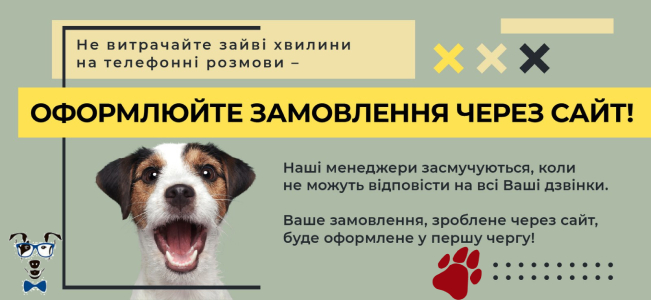 Не витрачайте зайві хвилини
на телефонні розмови –
ОФОРМЛЮЙТЕ ЗАМОВЛЕННЯ ЧЕРЕЗ САЙТ!
Наші менеджери засмучуються, коли
не можуть відповісти на всі Ваші дзвінки.
Ваше замовлення, зроблене через сайт,
буде оформлене у першу чергу!